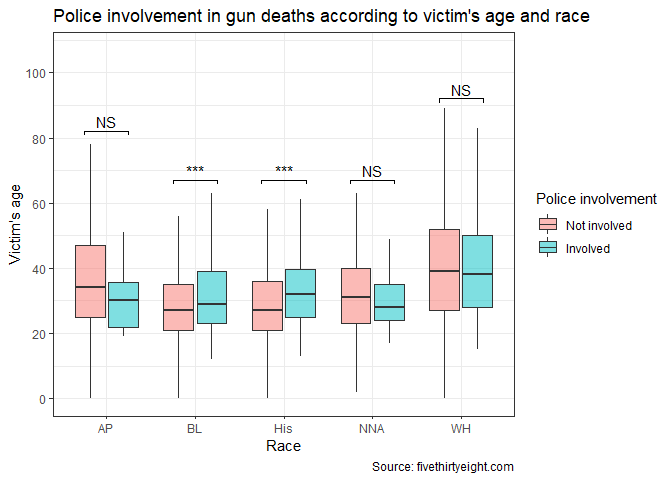 Police involvement in gun deaths according to victim's age and race
100
80
60
40
20
0
Victim's age
NS
***
***
NS
NS
AP
BL
His
NNA
WH
Race
Police involvement
Not involved
Involved
Source: fivethirtyeight.com